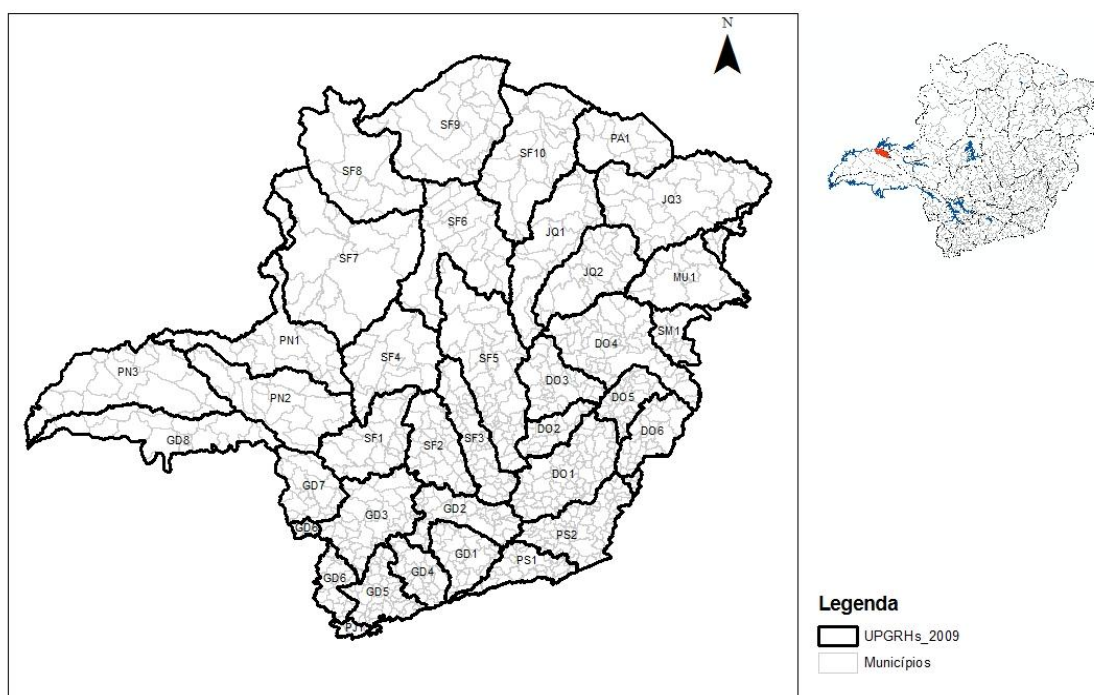 N
SF9
PA1
SF10
SF8
JQ3
SF6
JQ1
SF7
JQ2
MU1
SM1
PN1
DO4
SF4
SF5
PN3
DO3
PN2
DO5
DO2
DO6
SF1
SF3
GD8
SF2
DO1
GD7
GD2
GD3
GD6
PS2
GD1
PS1
GD4
GD6
GD5
PJ1
Legenda
UPGRHs_2009
Municípios